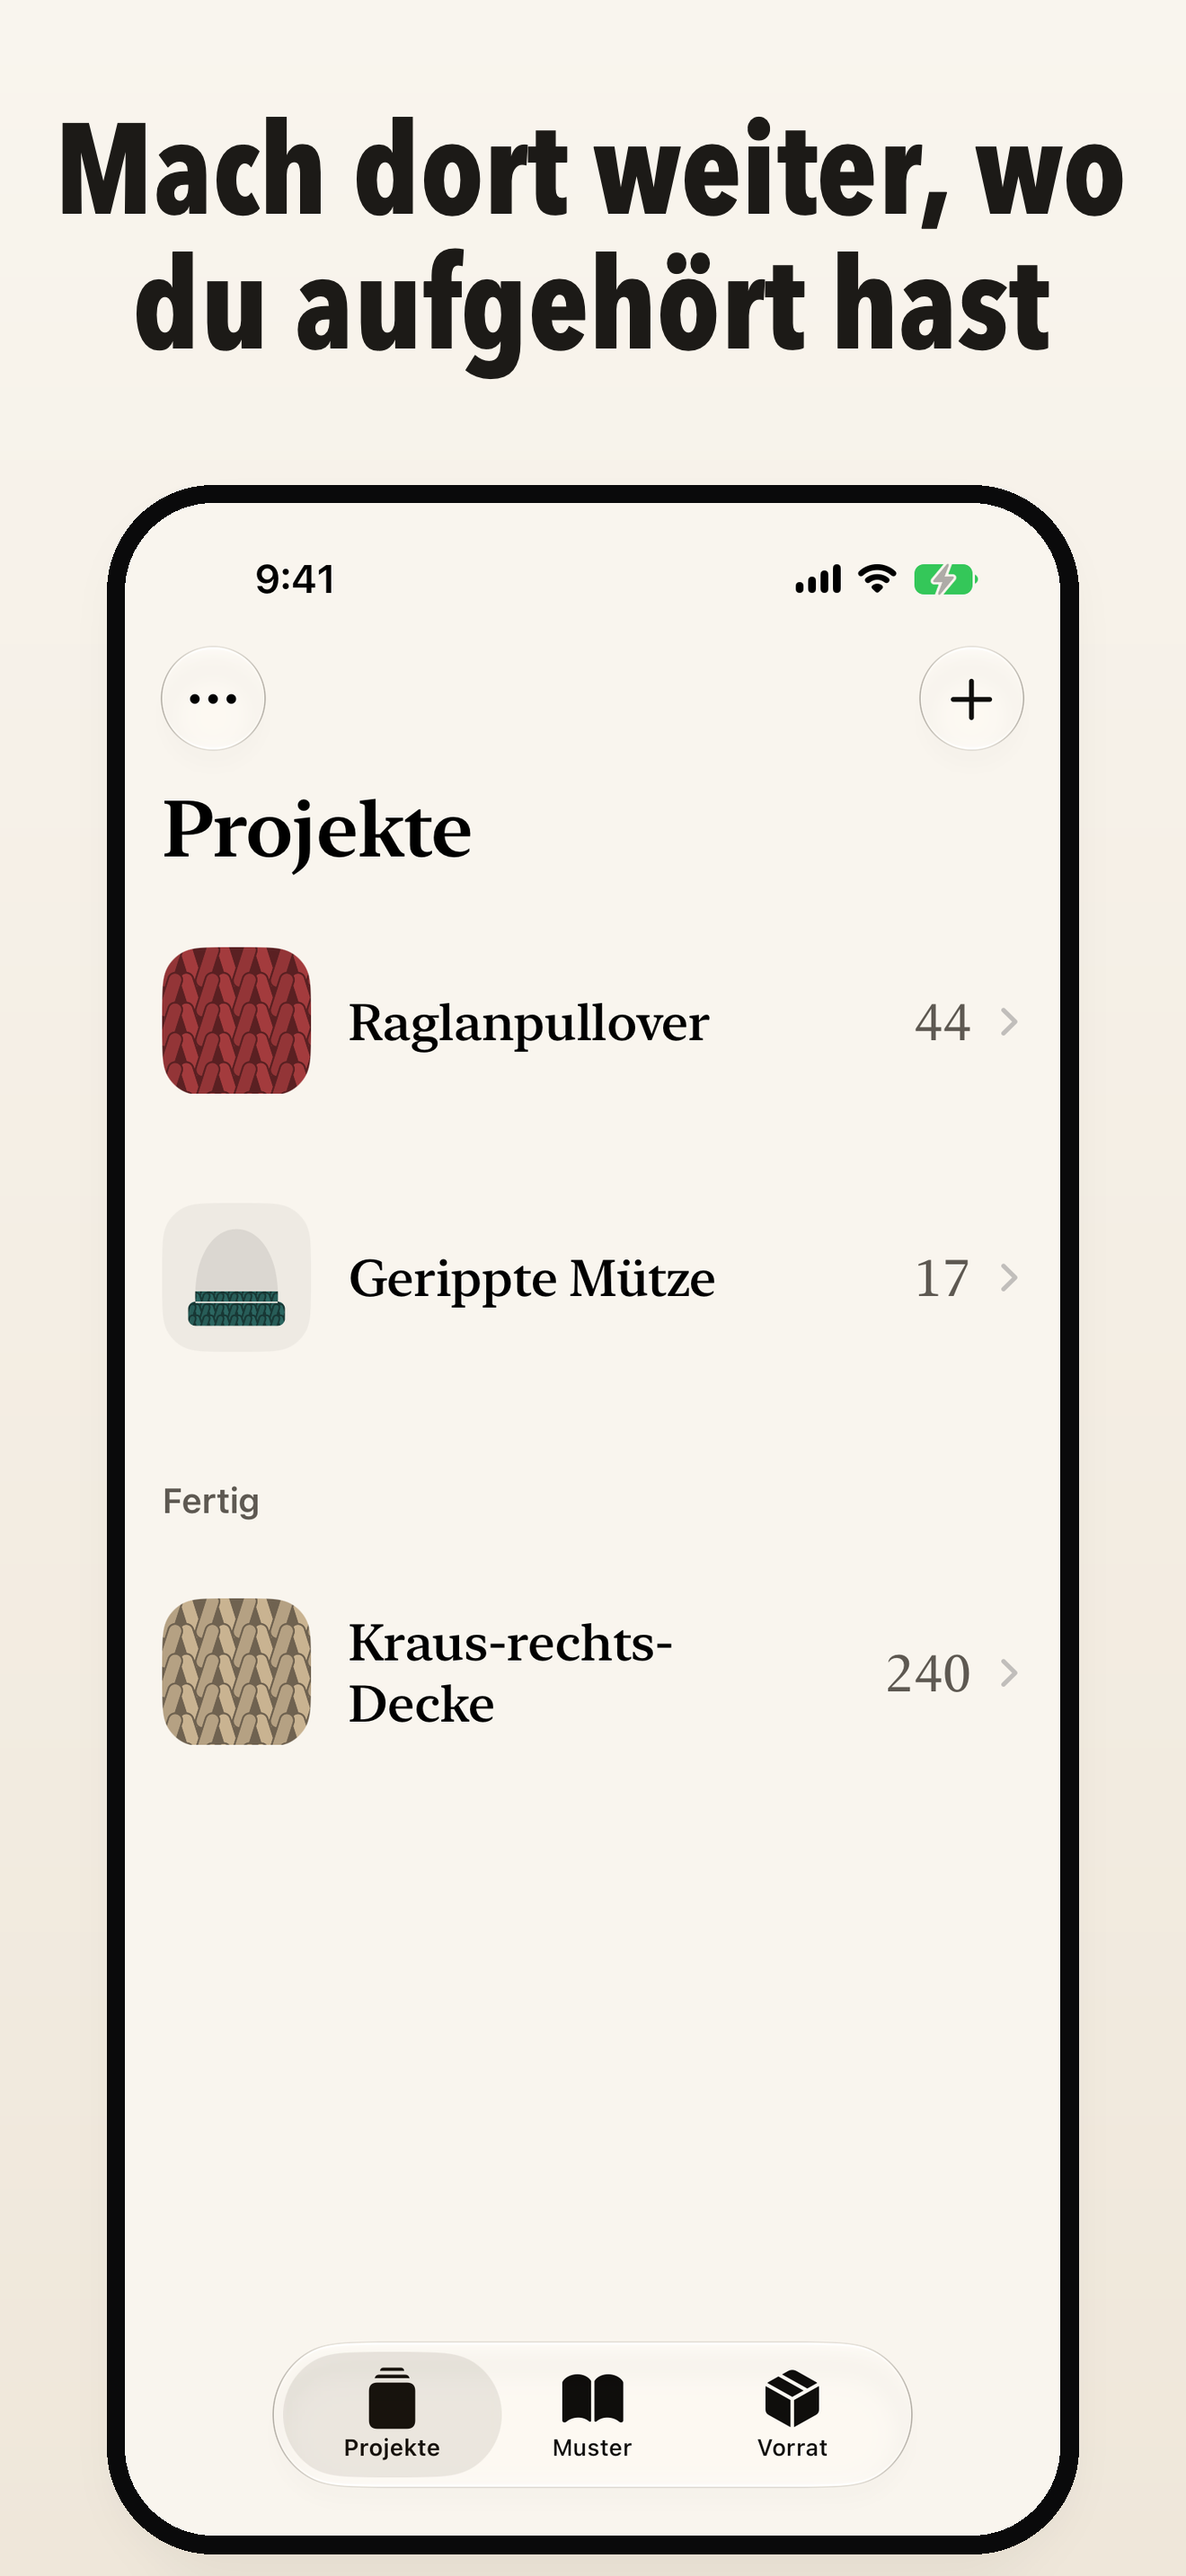 Mach dort weiter, wo
du aufgehört hast
9:41
Projekte
Raglanpullover
44
Gerippte Mütze
17
Fertig
Kraus-rechts-
Decke
240
Projekte
Muster
Vorrat